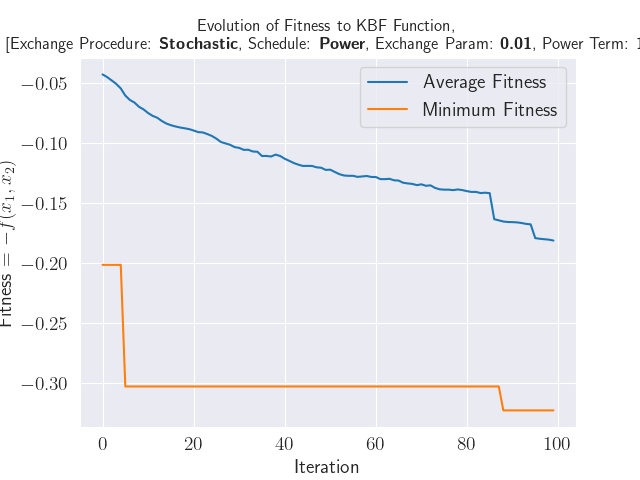 Evolution of Fitness to KBF Function,
[Exchange Procedure: Stochastic, Schedule: Power, Exchange Param: 0.01, Power Term: 1
Average Fitness
Minimum Fitness
Fitness = −f(x₁, x₂)
−0.05
−0.10
−0.15
−0.20
−0.25
−0.30
0 20 40 60 80 100
Iteration